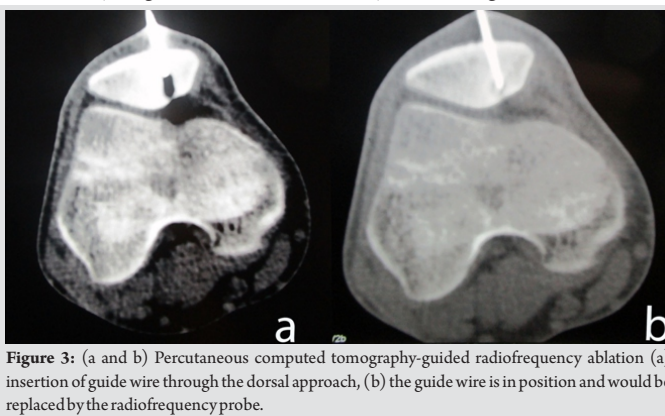 a
b
Figure 3: (a and b) Percutaneous computed tomography-guided radiofrequency ablation (a)
insertion of guide wire through the dorsal approach, (b) the guide wire is in position and would be
replaced by the radiofrequency probe.